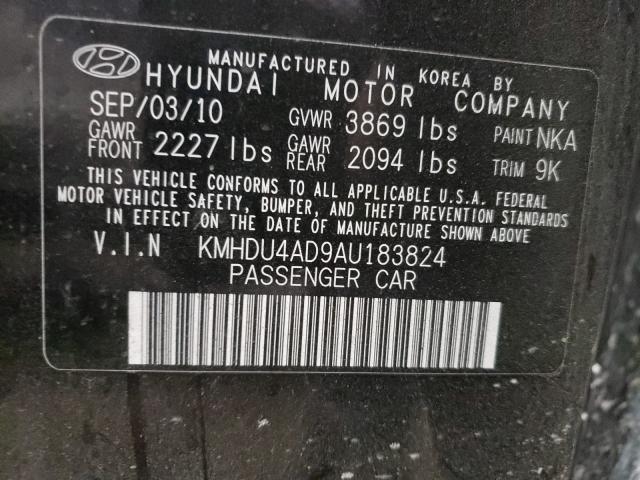 MANUFACTURED IN KOREA BY
HYUNDAI MOTOR COMPANY
SEP/03/10 GVWR 3869 lbs PAINT NKA
GAWR FRONT 2227 lbs GAWR REAR 2094 lbs TRIM 9K
THIS VEHICLE CONFORMS TO ALL APPLICABLE U.S.A. FEDERAL
MOTOR VEHICLE SAFETY, BUMPER, AND THEFT PREVENTION STANDARDS
IN EFFECT ON THE DATE OF MANUFACTURE SHOWN ABOVE
V.I.N KMHDU4AD9AU183824
PASSENGER CAR